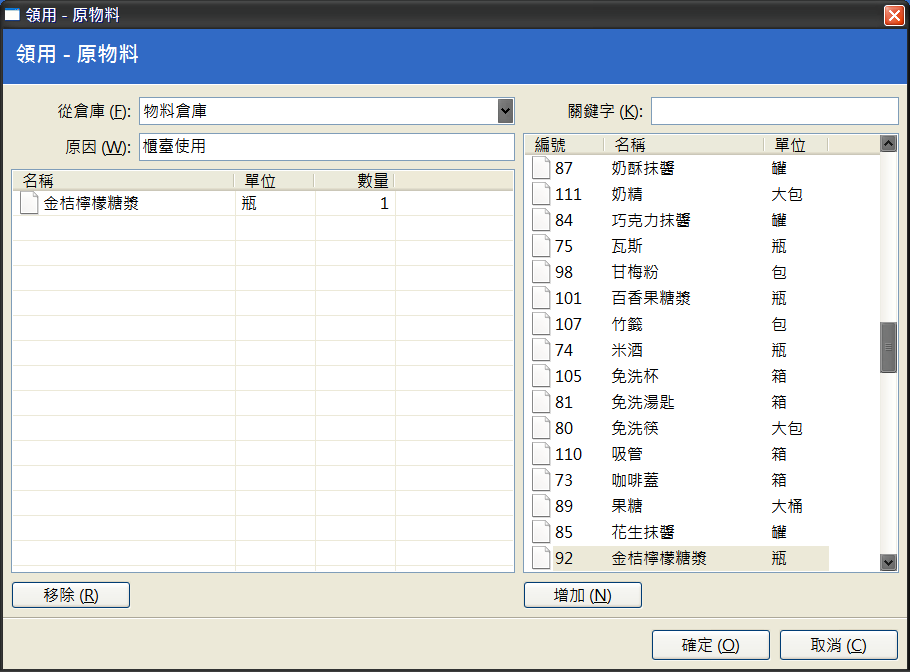 領用 - 原物料
領用 - 原物料
從倉庫 (F): 物料倉庫
關鍵字 (K):
原因 (W): 櫃臺使用
名稱 單位 數量
金桔檸檬糖漿 瓶 1
編號 名稱 單位
87 奶酥抹醬 罐
111 奶精 大包
84 巧克力抹醬 罐
75 瓦斯 瓶
98 甘梅粉 包
101 百香果糖漿 瓶
107 竹籤 包
74 米酒 瓶
105 免洗杯 箱
81 免洗湯匙 箱
80 免洗筷 大包
110 吸管 箱
73 咖啡蓋 箱
89 果糖 大桶
85 花生抹醬 罐
92 金桔檸檬糖漿 瓶
移除 (R)
增加 (N)
確定 (O)
取消 (C)